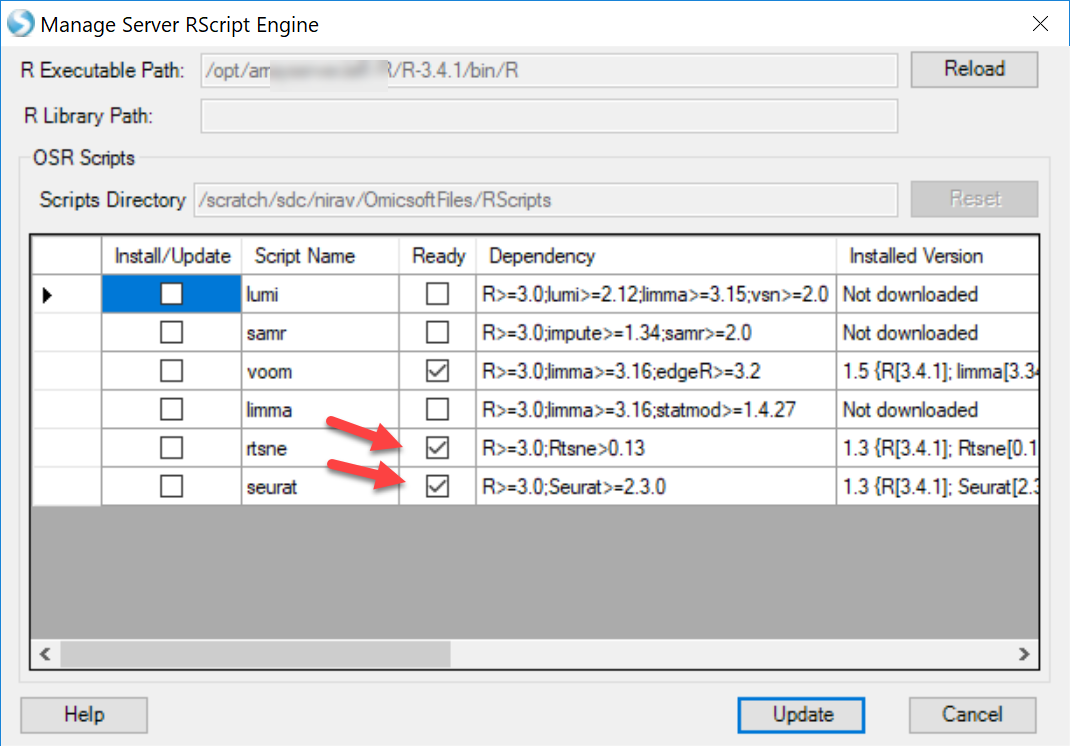 Manage Server RScript Engine
R Executable Path: /opt/ /R-3.4.1/bin/R Reload
R Library Path:
OSR Scripts
Scripts Directory /scratch/sdc/nirav/OmicsoftFiles/RScripts Reset
Install/Update Script Name Ready Dependency Installed Version
lumi R>=3.0;lumi>=2.12;limma>=3.15;vsn>=2.0 Not downloaded
samr R>=3.0;impute>=1.34;samr>=2.0 Not downloaded
voom R>=3.0;limma>=3.16;edgeR>=3.2 1.5 {R[3.4.1]; limma[3.34
limma R>=3.0;limma>=3.16;statmod>=1.4.27 Not downloaded
rtsne R>=3.0;Rtsne>0.13 1.3 {R[3.4.1]; Rtsne[0.1
seurat R>=3.0;Seurat>=2.3.0 1.3 {R[3.4.1]; Seurat[2.3
Help Update Cancel